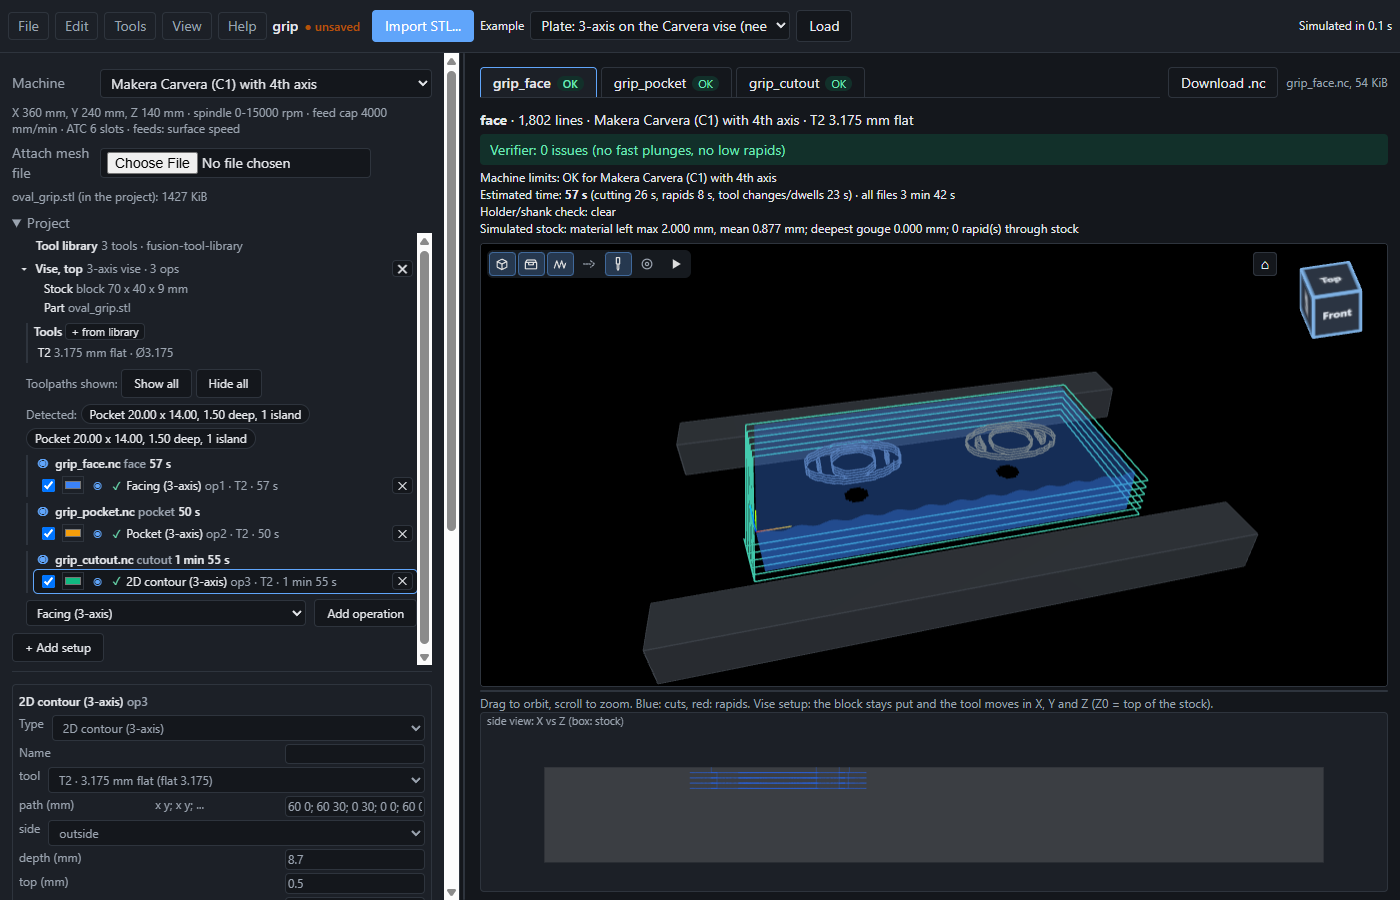 File Edit Tools View Help grip ● unsaved Import STL... Example Plate: 3-axis on the Carvera vise (nee Load Simulated in 0.1 s
Machine Makera Carvera (C1) with 4th axis
X 360 mm, Y 240 mm, Z 140 mm · spindle 0-15000 rpm · feed cap 4000
mm/min · ATC 6 slots · feeds: surface speed
Attach mesh file Choose File No file chosen
oval_grip.stl (in the project): 1427 KiB
▼ Project
Tool library 3 tools · fusion-tool-library
Vise, top 3-axis vise · 3 ops
Stock block 70 x 40 x 9 mm
Part oval_grip.stl
Tools + from library
T2 3.175 mm flat · Ø3.175
Toolpaths shown: Show all Hide all
Detected: Pocket 20.00 x 14.00, 1.50 deep, 1 island
Pocket 20.00 x 14.00, 1.50 deep, 1 island
grip_face.nc face 57 s
✓ Facing (3-axis) op1 · T2 · 57 s
grip_pocket.nc pocket 50 s
✓ Pocket (3-axis) op2 · T2 · 50 s
grip_cutout.nc cutout 1 min 55 s
✓ 2D contour (3-axis) op3 · T2 · 1 min 55 s
Facing (3-axis) Add operation
+ Add setup
2D contour (3-axis) op3
Type 2D contour (3-axis)
Name
tool T2 · 3.175 mm flat (flat 3.175)
path (mm) x y; x y; ... 60 0; 60 30; 0 30; 0 0; 60 0
side outside
depth (mm) 8.7
top (mm) 0.5
grip_face OK grip_pocket OK grip_cutout OK Download .nc grip_face.nc, 54 KiB
face · 1,802 lines · Makera Carvera (C1) with 4th axis · T2 3.175 mm flat
Verifier: 0 issues (no fast plunges, no low rapids)
Machine limits: OK for Makera Carvera (C1) with 4th axis
Estimated time: 57 s (cutting 26 s, rapids 8 s, tool changes/dwells 23 s) · all files 3 min 42 s
Holder/shank check: clear
Simulated stock: material left max 2.000 mm, mean 0.877 mm; deepest gouge 0.000 mm; 0 rapid(s) through stock
Top
Front
Drag to orbit, scroll to zoom. Blue: cuts, red: rapids. Vise setup: the block stays put and the tool moves in X, Y and Z (Z0 = top of the stock).
side view: X vs Z (box: stock)